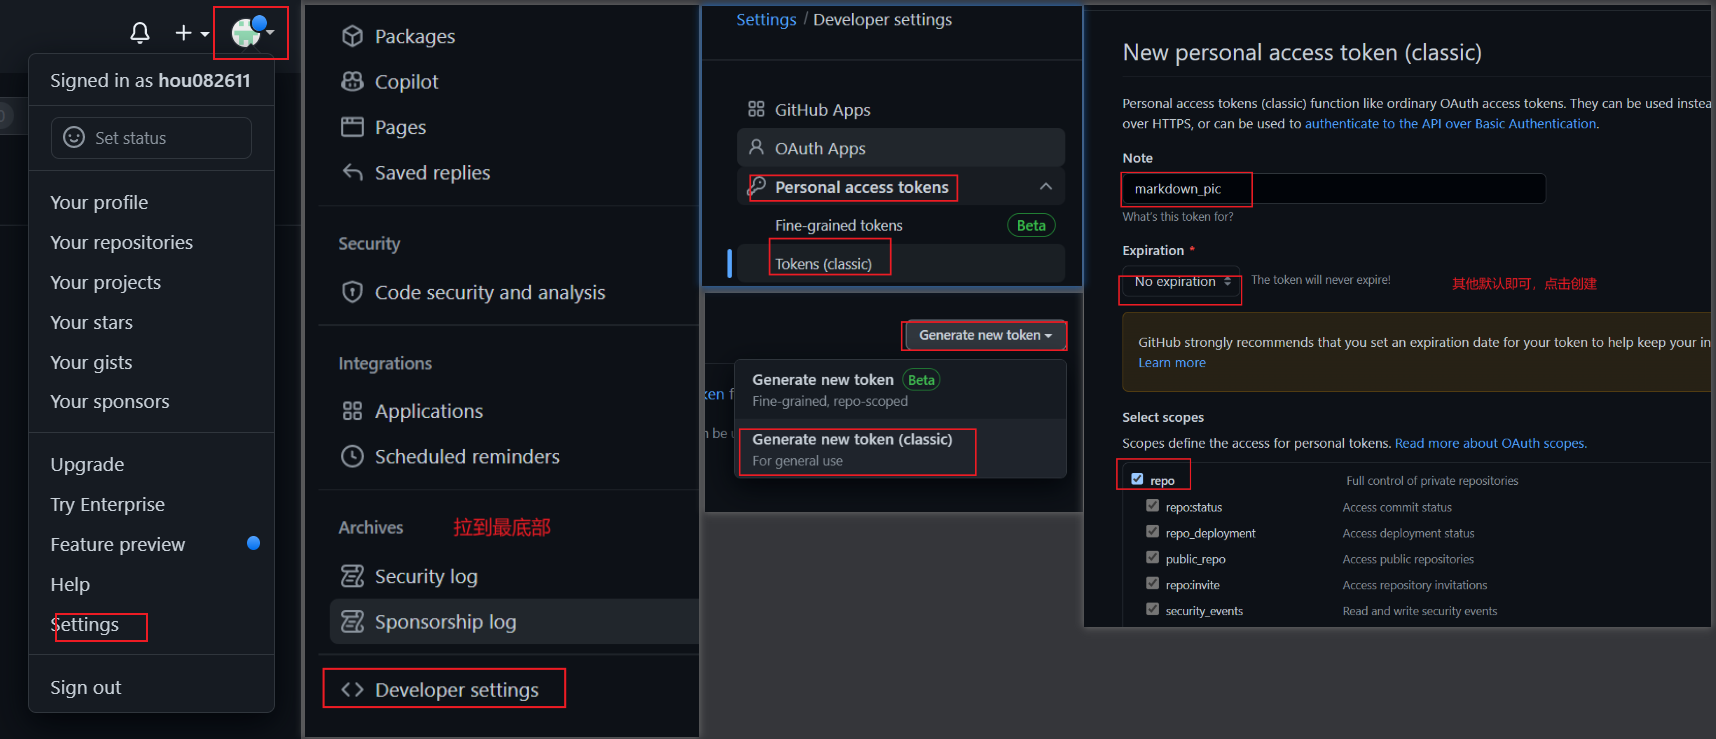 Signed in as hou082611
Set status
Your profile
Your repositories
Your projects
Your stars
Your gists
Your sponsors
Upgrade
Try Enterprise
Feature preview
Help
Settings
Sign out
Packages
Copilot
Pages
Saved replies
Security
Code security and analysis
Integrations
Applications
Scheduled reminders
Archives 拉到最底部
Security log
Sponsorship log
Developer settings
Settings / Developer settings
GitHub Apps
OAuth Apps
Personal access tokens
Fine-grained tokens Beta
Tokens (classic)
Generate new token
Generate new token Beta
Fine-grained, repo-scoped
Generate new token (classic)
For general use
New personal access token (classic)
Personal access tokens (classic) function like ordinary OAuth access tokens. They can be used instea
over HTTPS, or can be used to authenticate to the API over Basic Authentication.
Note
markdown_pic
What's this token for?
Expiration *
No expiration The token will never expire! 其他默认即可，点击创建
GitHub strongly recommends that you set an expiration date for your token to help keep your in
Learn more
Select scopes
Scopes define the access for personal tokens. Read more about OAuth scopes.
repo Full control of private repositories
repo:status Access commit status
repo_deployment Access deployment status
public_repo Access public repositories
repo:invite Access repository invitations
security_events Read and write security events